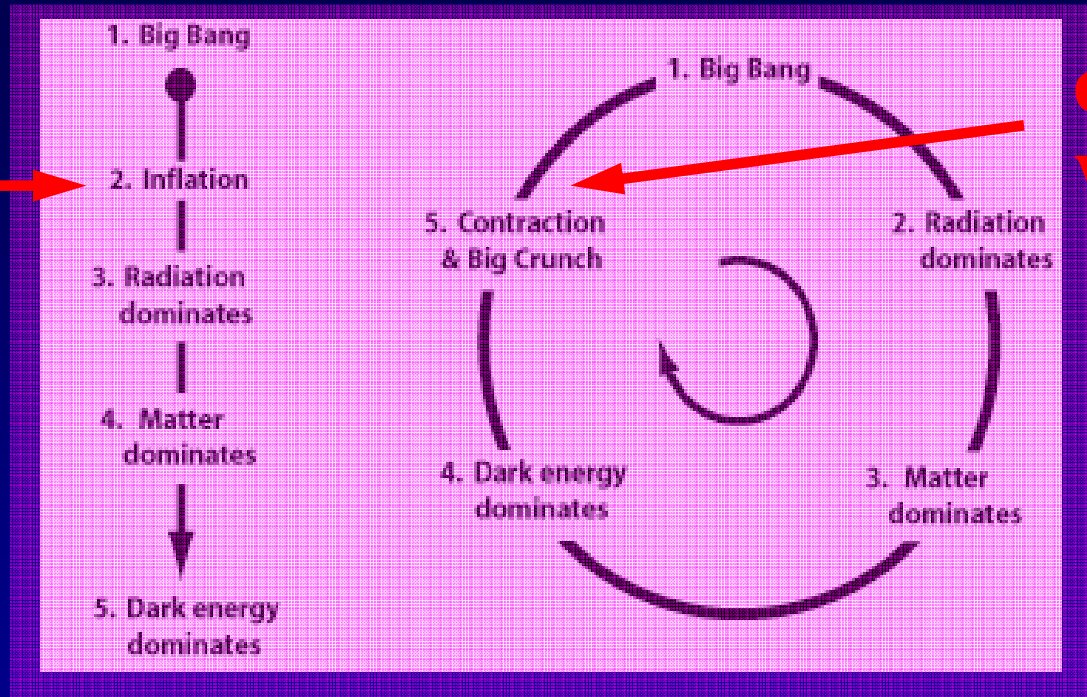 1. Big Bang
2. Inflation
3. Radiation
dominates
4. Matter
dominates
5. Dark energy
dominates
1. Big Bang
2. Radiation
dominates
3. Matter
dominates
4. Dark energy
dominates
5. Contraction
& Big Crunch